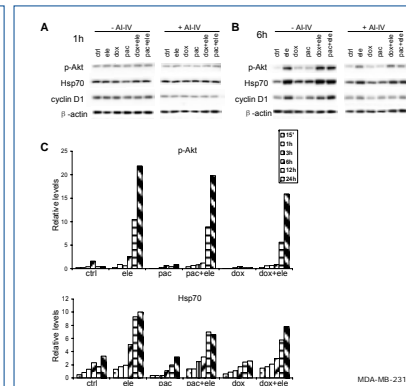 A
B
- AI-IV
+ AI-IV
- AI-IV
+ AI-IV
1h
6h
ctrl ele dox pac dox+ele pac+ele
ctrl ele dox pac dox+ele pac+ele
ctrl ele dox pac dox+ele pac+ele
ctrl ele dox pac dox+ele pac+ele
p-Akt
Hsp70
cyclin D1
β -actin
p-Akt
Hsp70
cyclin D1
β -actin
C
p-Akt
15'
1h
3h
6h
12h
24h
Relative levels
25
20
15
10
5
0
ctrl ele pac pac+ele dox dox+ele
Hsp70
Relative levels
12
10
8
6
4
2
0
ctrl ele pac pac+ele dox dox+ele
MDA-MB-231